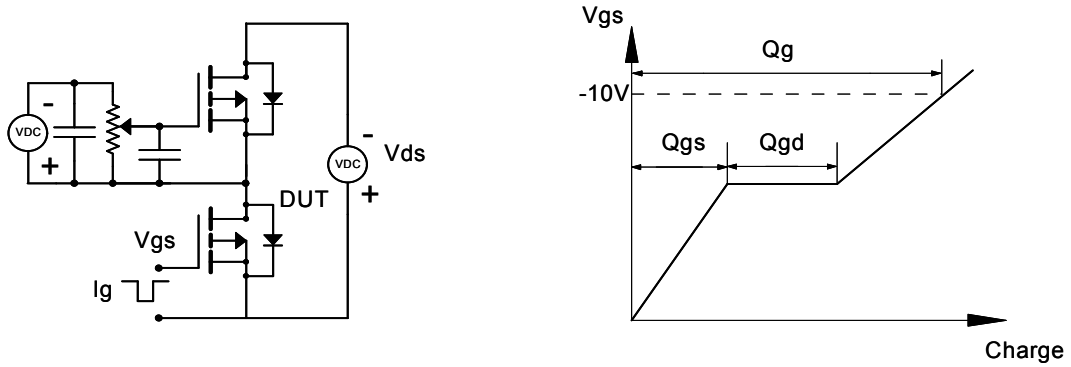 Vgs
Qg
-10V
Qgs
Qgd
Charge
-
VDC
+
-
VDC
Vds
+
DUT
Vgs
Ig